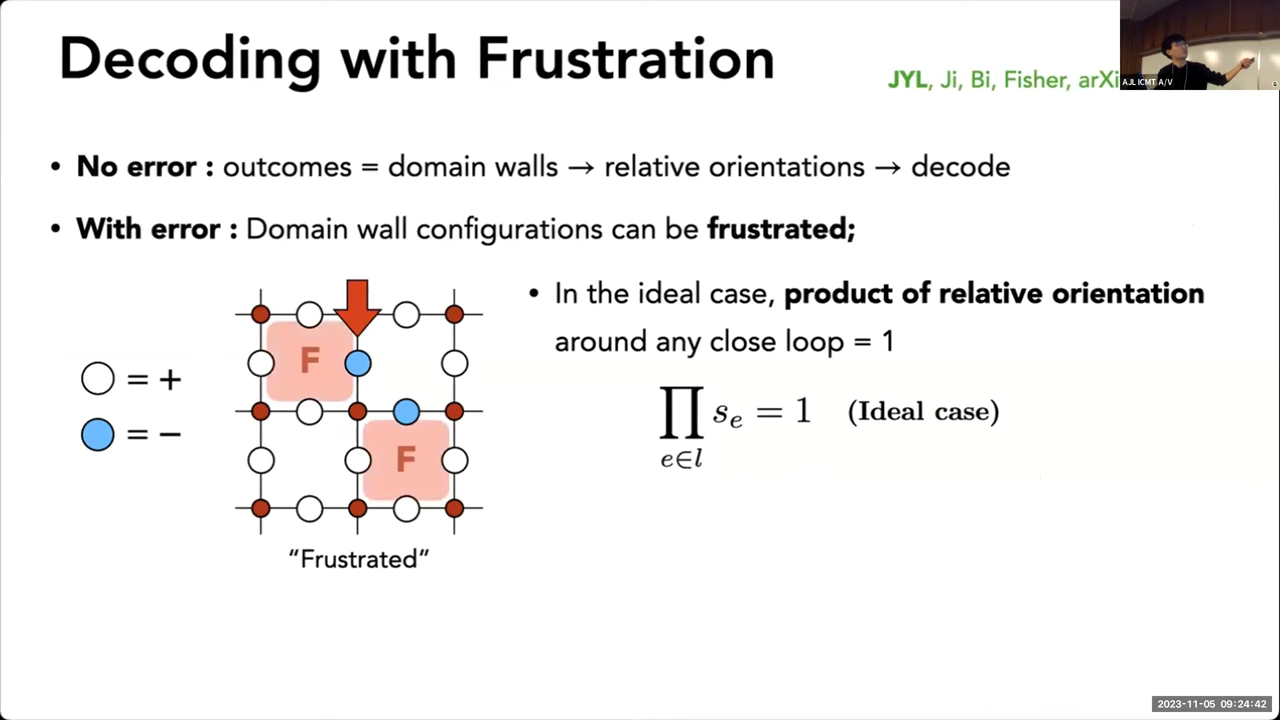 Decoding with Frustration
JYL, Ji, Bi, Fisher, arXi
AJL ICMT A/V
• No error : outcomes = domain walls → relative orientations → decode
• With error : Domain wall configurations can be frustrated;
• In the ideal case, product of relative orientation
around any close loop = 1
F
= +
= −
∏ s_e = 1 (Ideal case)
e∈l
F
“Frustrated”
2023-11-05 09:24:42